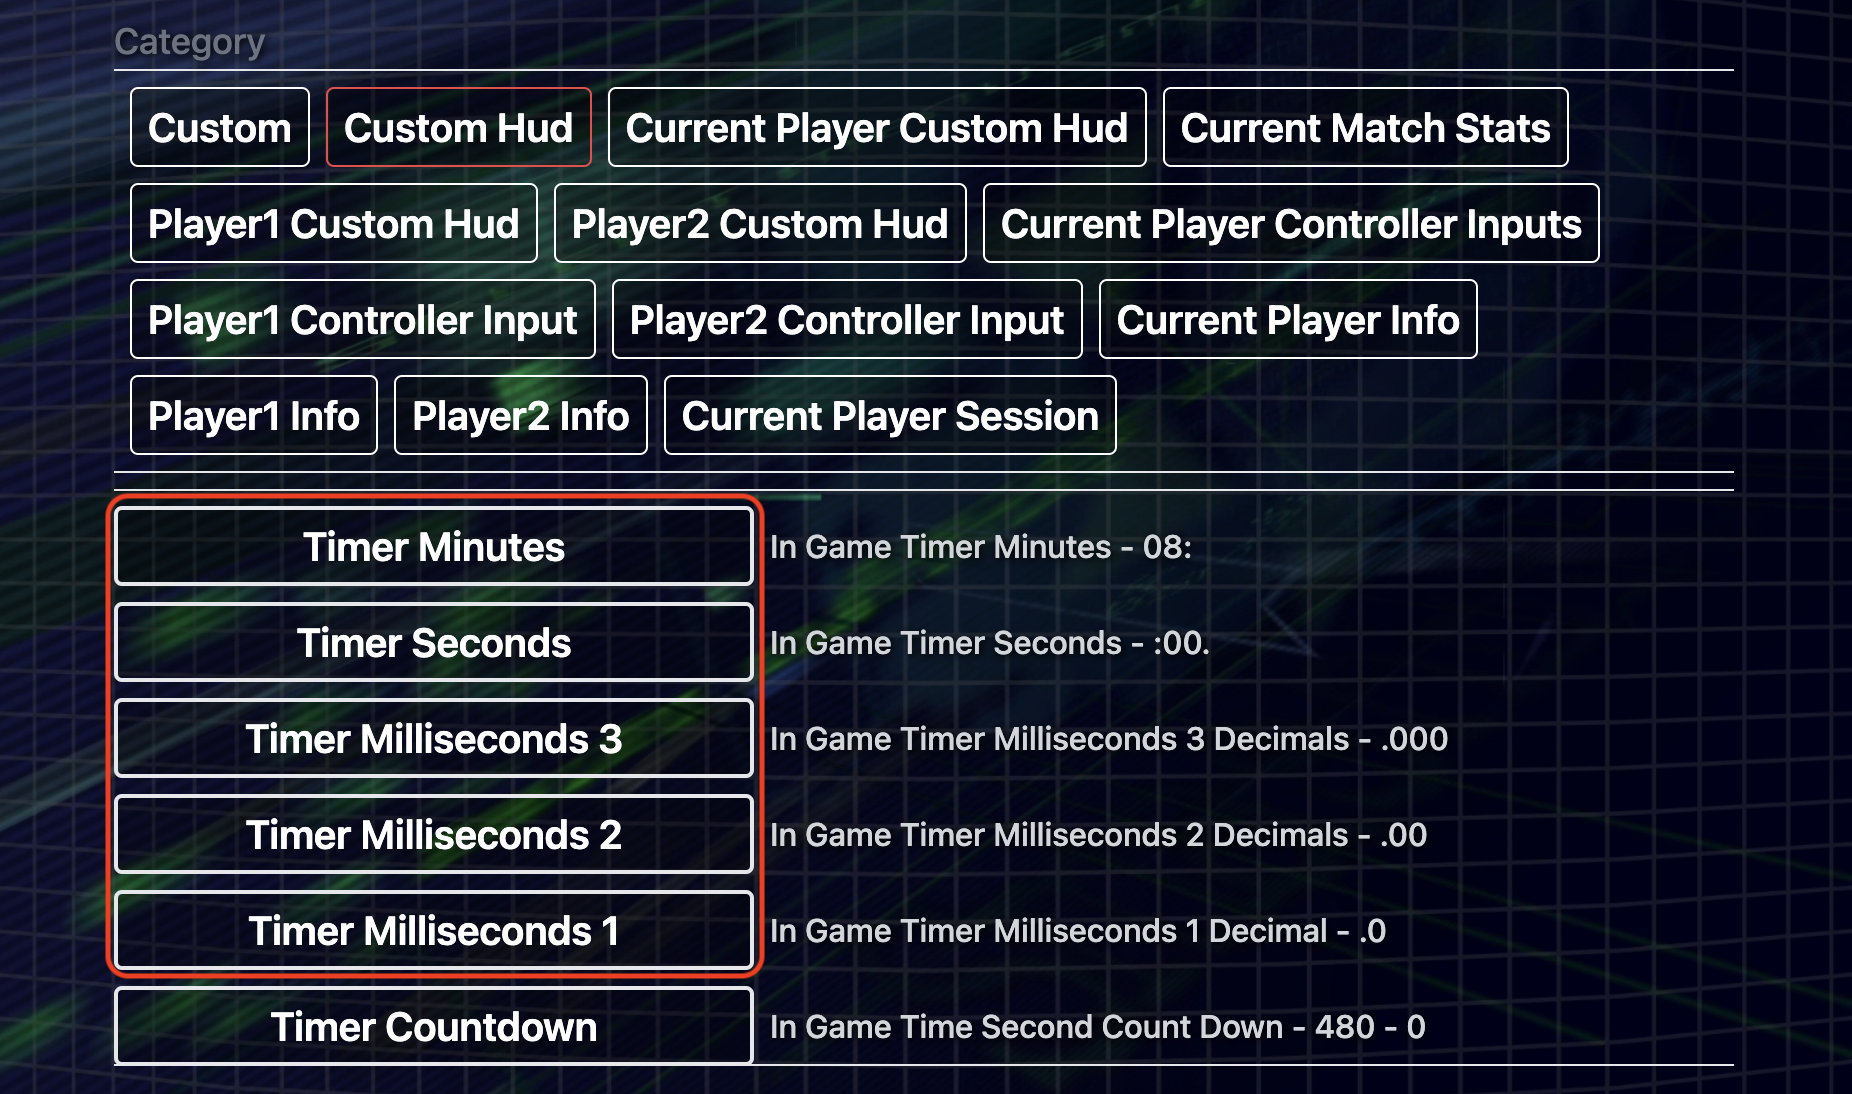 Category
Custom Custom Hud Current Player Custom Hud Current Match Stats
Player1 Custom Hud Player2 Custom Hud Current Player Controller Inputs
Player1 Controller Input Player2 Controller Input Current Player Info
Player1 Info Player2 Info Current Player Session
Timer Minutes In Game Timer Minutes - 08:
Timer Seconds In Game Timer Seconds - :00.
Timer Milliseconds 3 In Game Timer Milliseconds 3 Decimals - .000
Timer Milliseconds 2 In Game Timer Milliseconds 2 Decimals - .00
Timer Milliseconds 1 In Game Timer Milliseconds 1 Decimal - .0
Timer Countdown In Game Time Second Count Down - 480 - 0